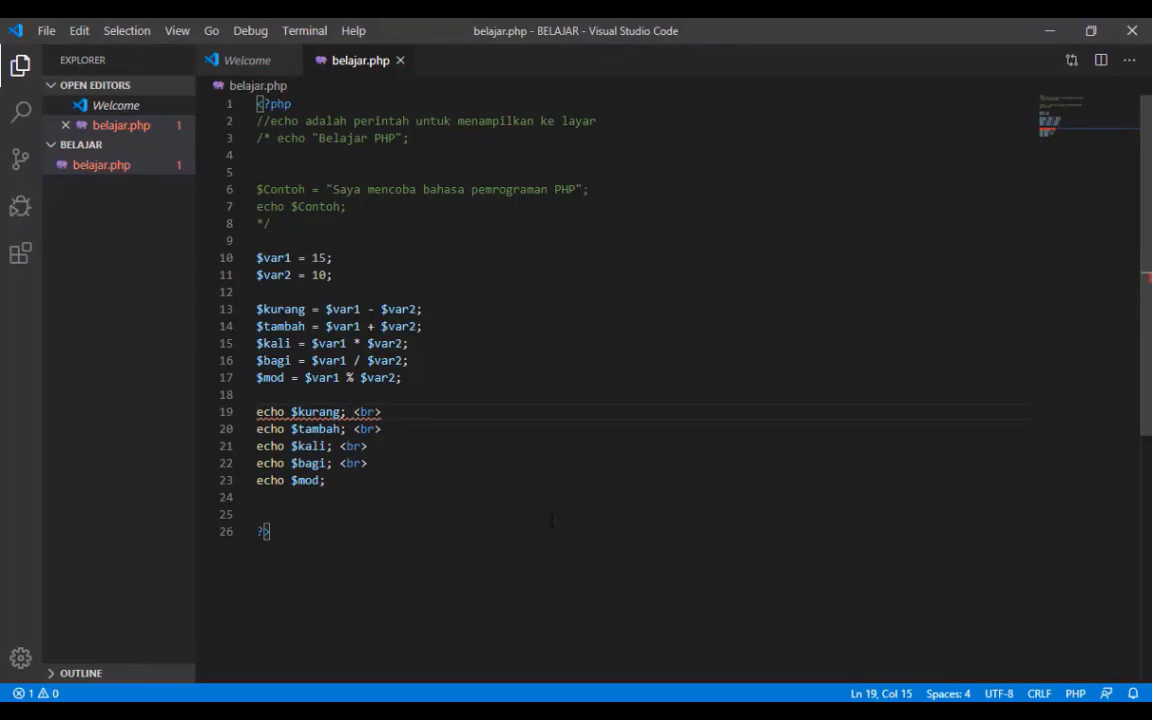 File Edit Selection View Go Debug Terminal Help belajar.php - BELAJAR - Visual Studio Code
EXPLORER
OPEN EDITORS
Welcome
belajar.php 1
BELAJAR
belajar.php 1
OUTLINE
Welcome belajar.php
belajar.php
1 <?php
2 //echo adalah perintah untuk menampilkan ke layar
3 /* echo "Belajar PHP";
4
5
6 $Contoh = "Saya mencoba bahasa pemrograman PHP";
7 echo $Contoh;
8 */
9
10 $var1 = 15;
11 $var2 = 10;
12
13 $kurang = $var1 - $var2;
14 $tambah = $var1 + $var2;
15 $kali = $var1 * $var2;
16 $bagi = $var1 / $var2;
17 $mod = $var1 % $var2;
18
19 echo $kurang; <br>
20 echo $tambah; <br>
21 echo $kali; <br>
22 echo $bagi; <br>
23 echo $mod;
24
25
26 ?>
1 0 Ln 19, Col 15 Spaces: 4 UTF-8 CRLF PHP